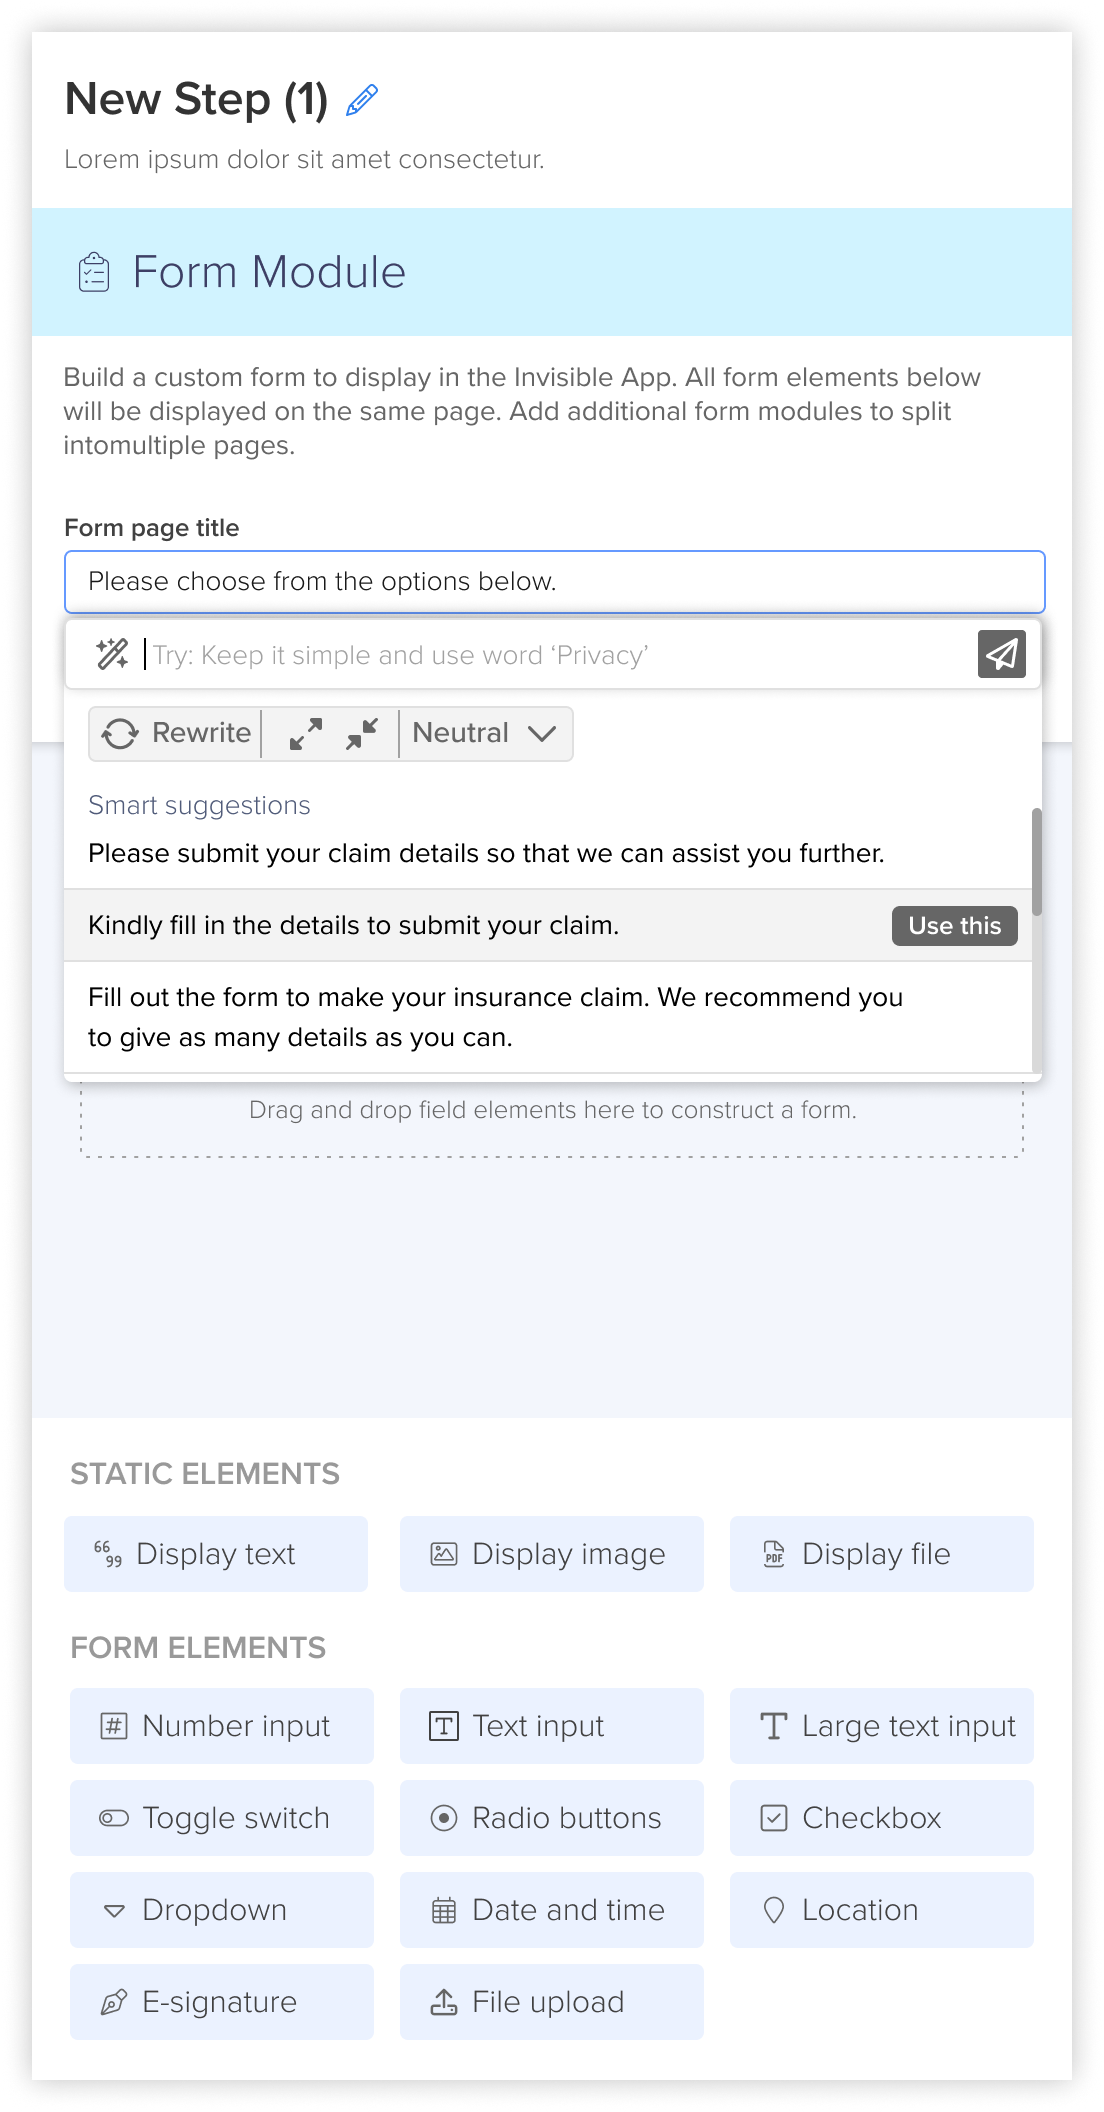 New Step (1)
Lorem ipsum dolor sit amet consectetur.
Form Module
Build a custom form to display in the Invisible App. All form elements below
will be displayed on the same page. Add additional form modules to split
intomultiple pages.
Form page title
Please choose from the options below.
Try: Keep it simple and use word ‘Privacy’
Rewrite Neutral
Smart suggestions
Please submit your claim details so that we can assist you further.
Kindly fill in the details to submit your claim. Use this
Fill out the form to make your insurance claim. We recommend you
to give as many details as you can.
Drag and drop field elements here to construct a form.
STATIC ELEMENTS
66 99 Display text Display image PDF Display file
FORM ELEMENTS
# Number input T Text input T Large text input
Toggle switch Radio buttons Checkbox
Dropdown Date and time Location
E-signature File upload